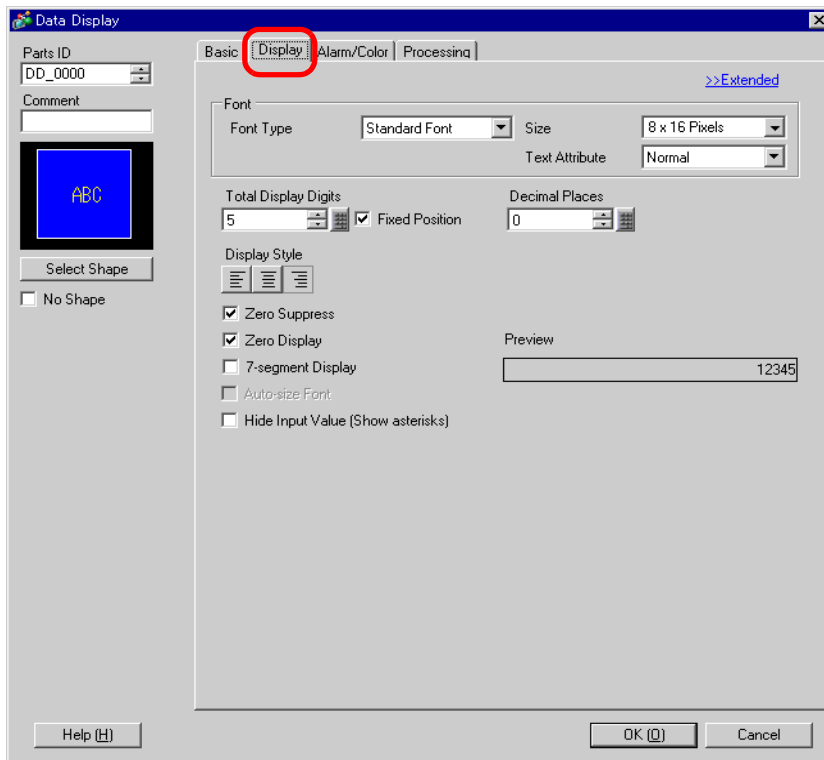 Data Display
Parts ID
DD_0000
Comment
ABC
Select Shape
No Shape
Basic Display Alarm/Color Processing
>>Extended
Font
Font Type Standard Font Size 8 x 16 Pixels
Text Attribute Normal
Total Display Digits Decimal Places
5 Fixed Position 0
Display Style
Zero Suppress
Zero Display Preview
7-segment Display 12345
Auto-size Font
Hide Input Value (Show asterisks)
Help (H) OK (O) Cancel